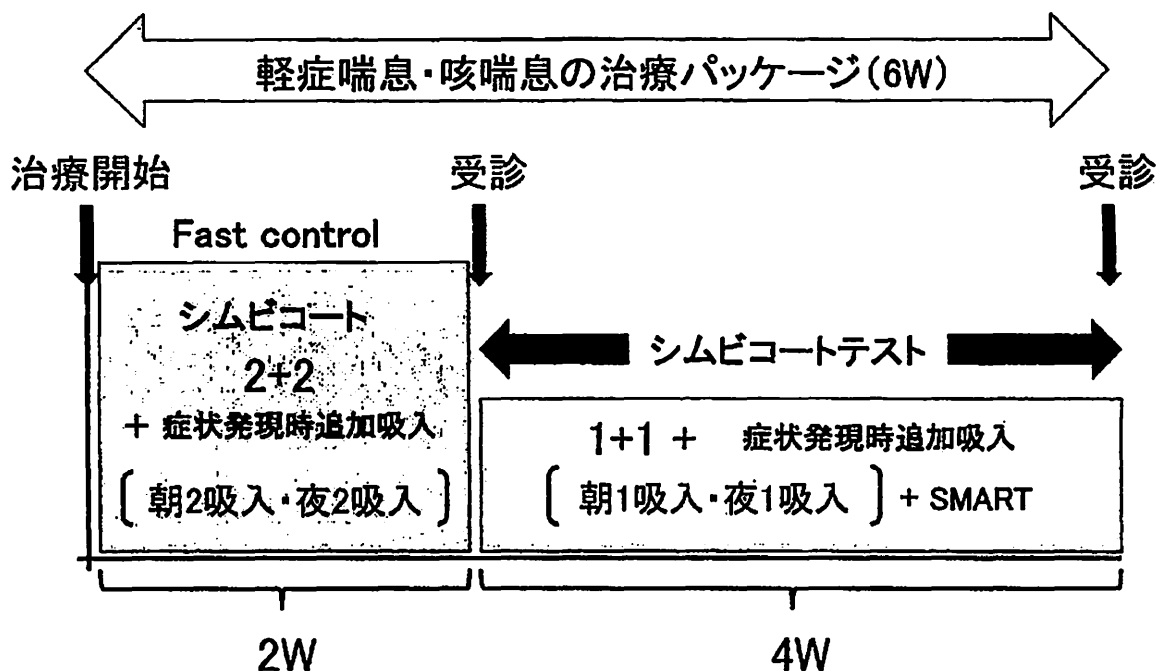 軽症喘息・咳喘息の治療パッケージ(6W)
治療開始
受診
受診
Fast control
シムビコート
2+2
+ 症状発現時追加吸入
[朝2吸入・夜2吸入]
シムビコートテスト
1+1 + 症状発現時追加吸入
[朝1吸入・夜1吸入] + SMART
2W
4W